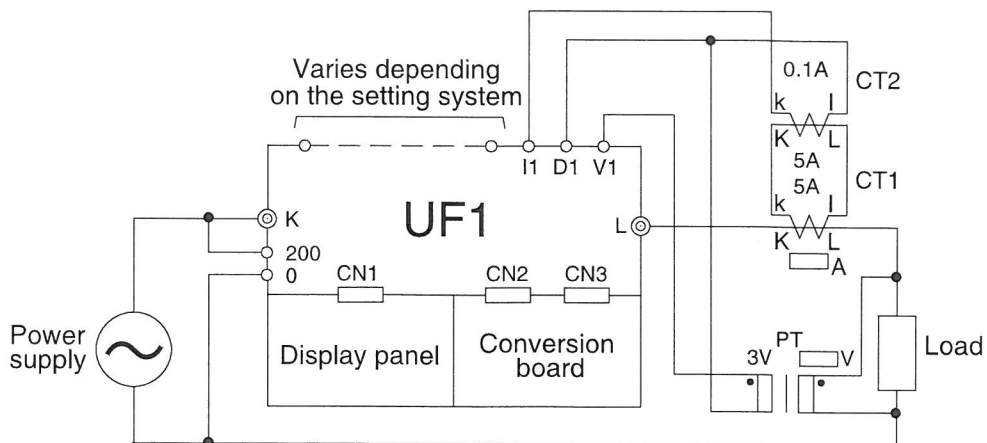 Varies depending
on the setting system
0.1A
CT2
k l
K L
5A
CT1
5A
k l
K L
A
I1 D1 V1
K
UF1
L
200
0
CN1
CN2
CN3
Power
supply
Display panel
Conversion
board
3V
PT
V
Load